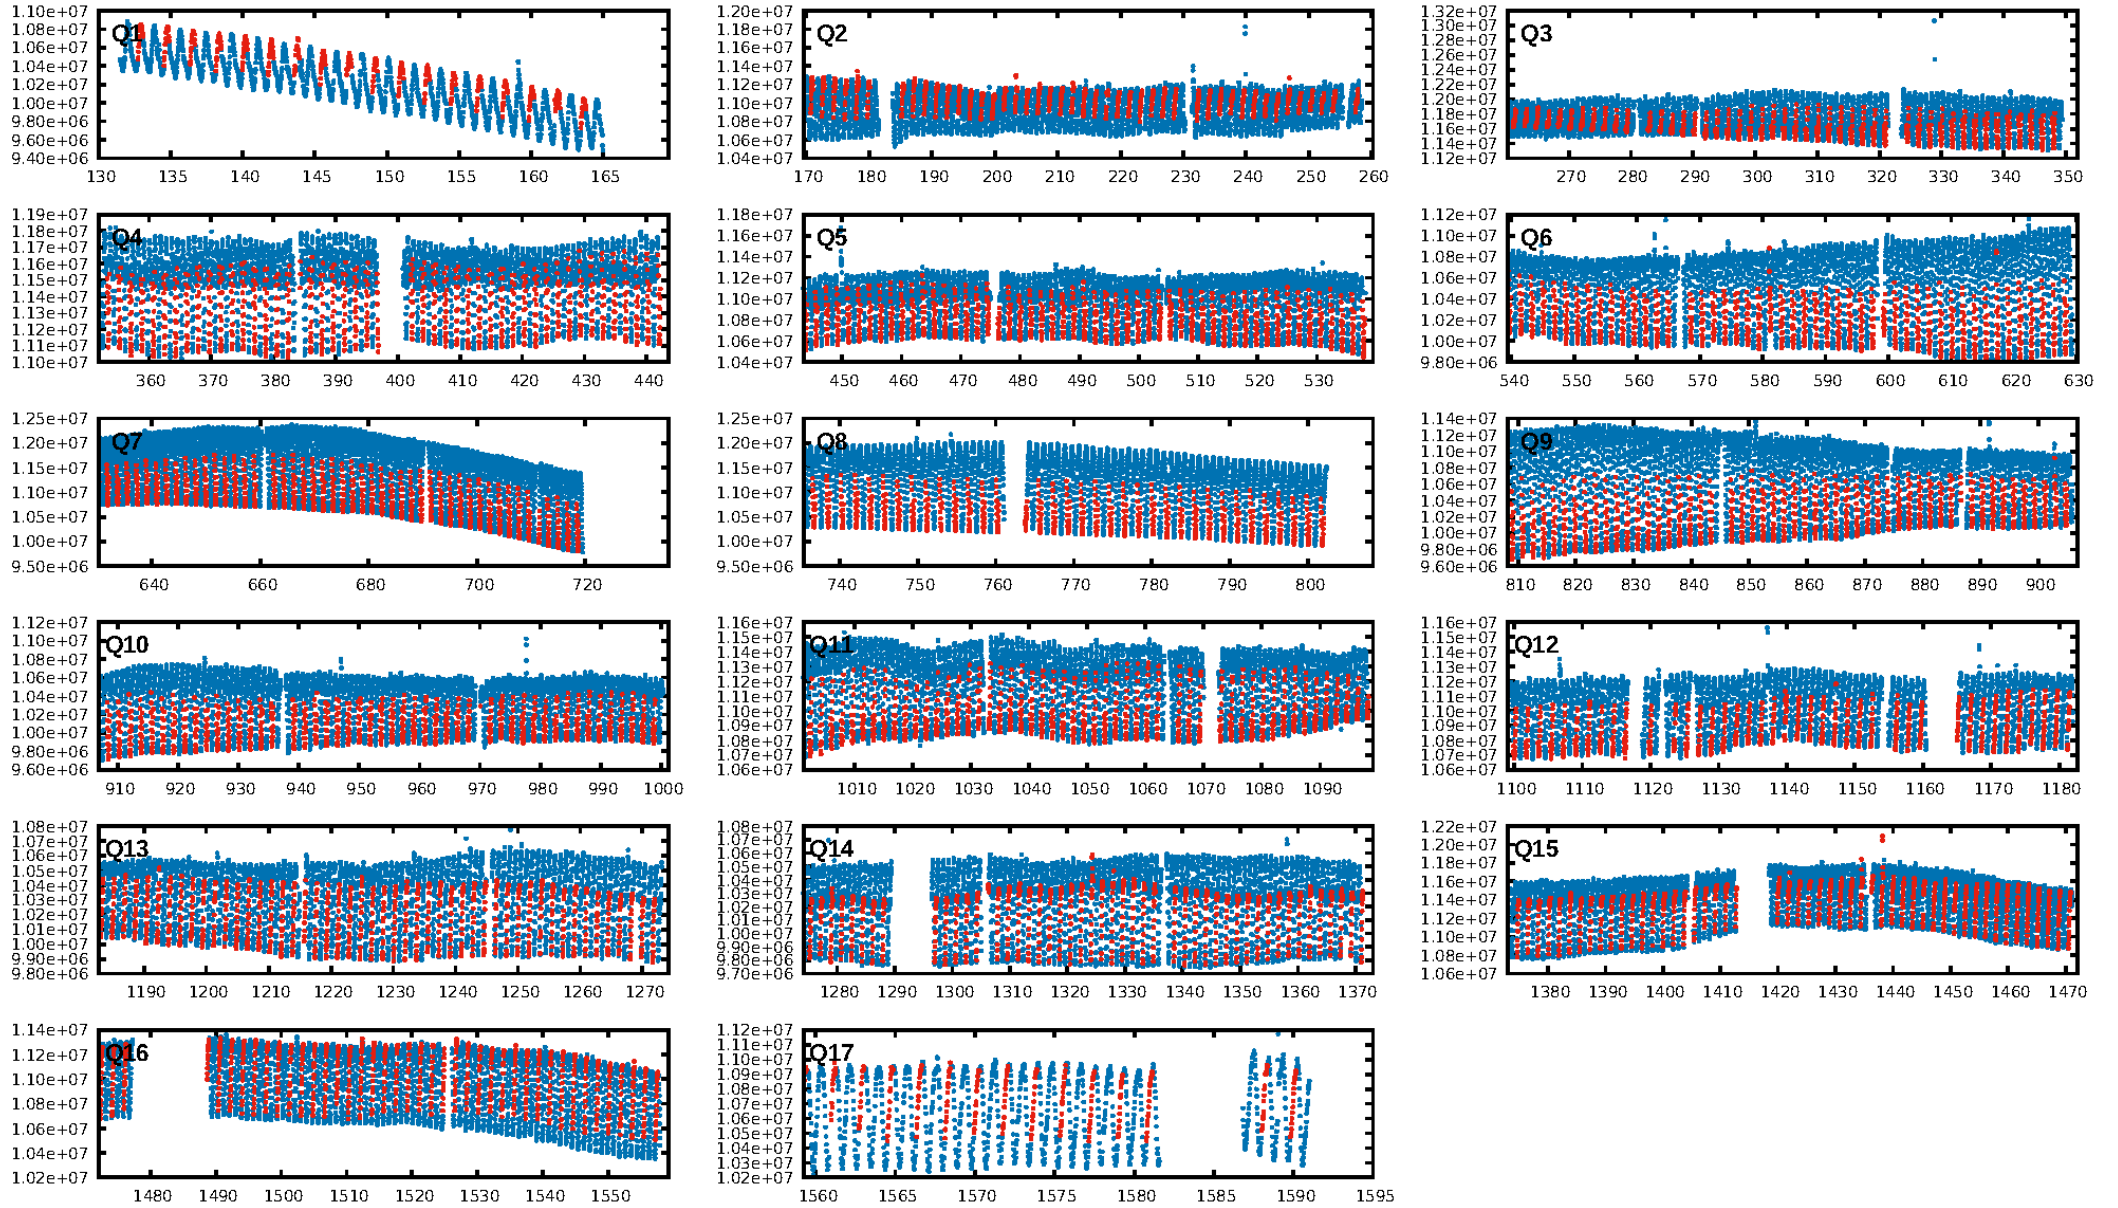 1.10e+07 1.08e+07 1.06e+07 1.04e+07 1.02e+07 1.00e+07 9.80e+06 9.60e+06 9.40e+06
Q1
130 135 140 145 150 155 160 165
1.20e+07 1.18e+07 1.16e+07 1.14e+07 1.12e+07 1.10e+07 1.08e+07 1.06e+07 1.04e+07
Q2
170 180 190 200 210 220 230 240 250 260
1.32e+07 1.30e+07 1.28e+07 1.26e+07 1.24e+07 1.22e+07 1.20e+07 1.18e+07 1.16e+07 1.14e+07 1.12e+07
Q3
270 280 290 300 310 320 330 340 350
1.19e+07 1.18e+07 1.17e+07 1.16e+07 1.15e+07 1.14e+07 1.13e+07 1.12e+07 1.11e+07 1.10e+07
Q4
360 370 380 390 400 410 420 430 440
1.18e+07 1.16e+07 1.14e+07 1.12e+07 1.10e+07 1.08e+07 1.06e+07 1.04e+07
Q5
450 460 470 480 490 500 510 520 530
1.12e+07 1.10e+07 1.08e+07 1.06e+07 1.04e+07 1.02e+07 1.00e+07 9.80e+06
Q6
540 550 560 570 580 590 600 610 620 630
1.25e+07 1.20e+07 1.15e+07 1.10e+07 1.05e+07 1.00e+07 9.50e+06
Q7
640 660 680 700 720
1.25e+07 1.20e+07 1.15e+07 1.10e+07 1.05e+07 1.00e+07 9.50e+06
Q8
740 750 760 770 780 790 800
1.14e+07 1.12e+07 1.10e+07 1.08e+07 1.06e+07 1.04e+07 1.02e+07 1.00e+07 9.80e+06 9.60e+06
Q9
810 820 830 840 850 860 870 880 890 900
1.12e+07 1.10e+07 1.08e+07 1.06e+07 1.04e+07 1.02e+07 1.00e+07 9.80e+06 9.60e+06
Q10
910 920 930 940 950 960 970 980 990 1000
1.16e+07 1.15e+07 1.14e+07 1.13e+07 1.12e+07 1.11e+07 1.10e+07 1.09e+07 1.08e+07 1.07e+07 1.06e+07
Q11
1010 1020 1030 1040 1050 1060 1070 1080 1090
1.16e+07 1.15e+07 1.14e+07 1.13e+07 1.12e+07 1.11e+07 1.10e+07 1.09e+07 1.08e+07 1.07e+07 1.06e+07
Q12
1100 1110 1120 1130 1140 1150 1160 1170 1180
1.08e+07 1.07e+07 1.06e+07 1.05e+07 1.04e+07 1.03e+07 1.02e+07 1.01e+07 1.00e+07 9.90e+06 9.80e+06
Q13
1190 1200 1210 1220 1230 1240 1250 1260 1270
1.08e+07 1.07e+07 1.06e+07 1.05e+07 1.04e+07 1.03e+07 1.02e+07 1.01e+07 1.00e+07 9.90e+06 9.80e+06 9.70e+06
Q14
1280 1290 1300 1310 1320 1330 1340 1350 1360 1370
1.22e+07 1.20e+07 1.18e+07 1.16e+07 1.14e+07 1.12e+07 1.10e+07 1.08e+07 1.06e+07
Q15
1380 1390 1400 1410 1420 1430 1440 1450 1460 1470
1.14e+07 1.12e+07 1.10e+07 1.08e+07 1.06e+07 1.04e+07 1.02e+07
Q16
1480 1490 1500 1510 1520 1530 1540 1550
1.12e+07 1.11e+07 1.10e+07 1.09e+07 1.08e+07 1.07e+07 1.06e+07 1.05e+07 1.04e+07 1.03e+07 1.02e+07
Q17
1560 1565 1570 1575 1580 1585 1590 1595